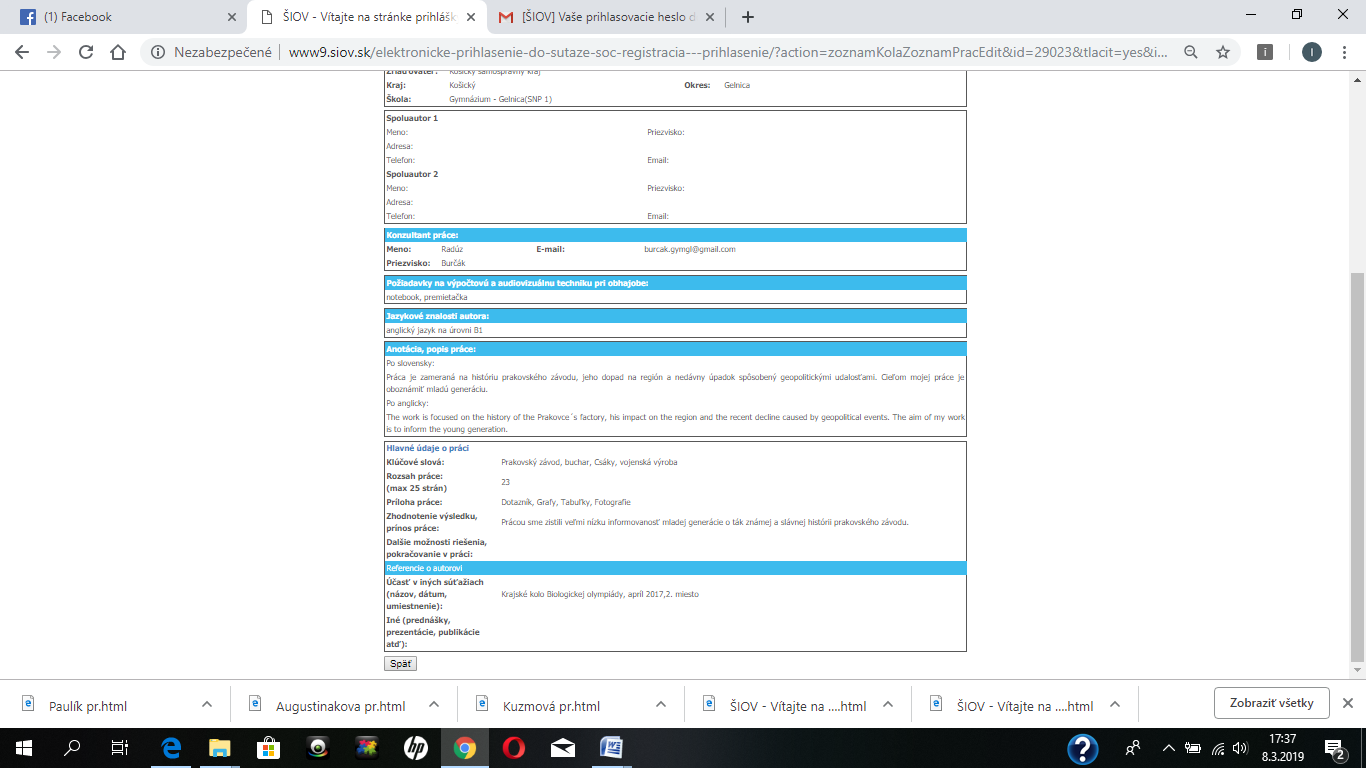 (1) Facebook
ŠIOV - Vítajte na stránke prihlášk
[ŠIOV] Vaše prihlasovacie heslo d
Nezabezpečené
www9.siov.sk/elektronicke-prihlasenie-do-sutaze-soc-registracia---prihlasenie/?action=zoznamKolaZoznamPracEdit&id=29023&tlacit=yes&i...
Zriaďovateľ: Košický samosprávny kraj
Kraj: Košický Okres: Gelnica
Škola: Gymnázium - Gelnica(SNP 1)
Spoluautor 1
Meno: Priezvisko:
Adresa:
Telefon: Email:
Spoluautor 2
Meno: Priezvisko:
Adresa:
Telefon: Email:
Konzultant práce:
Meno: Radúz E-mail: burcak.gymgl@gmail.com
Priezvisko: Burčák
Požiadavky na výpočtovú a audiovizuálnu techniku pri obhajobe:
notebook, premietačka
Jazykové znalosti autora:
anglický jazyk na úrovni B1
Anotácia, popis práce:
Po slovensky:
Práca je zameraná na históriu prakovského závodu, jeho dopad na región a nedávny úpadok spôsobený geopolitickými udalosťami. Cieľom mojej práce je
oboznámiť mladú generáciu.
Po anglicky:
The work is focused on the history of the Prakovce´s factory, his impact on the region and the recent decline caused by geopolitical events. The aim of my work
is to inform the young generation.
Hlavné údaje o práci
Kľúčové slová: Prakovský závod, buchar, Csáky, vojenská výroba
Rozsah práce:
(max 25 strán) 23
Príloha práce: Dotazník, Grafy, Tabuľky, Fotografie
Zhodnotenie výsledku,
prínos práce: Prácou sme zistili veľmi nízku informovanosť mladej generácie o ták známej a slávnej histórii prakovského závodu.
Dalšie možnosti riešenia,
pokračovanie v práci:
Referencie o autorovi
Účasť v iných súťažiach
(názov, dátum,
umiestnenie): Krajské kolo Biologickej olympiády, apríl 2017,2. miesto
Iné (prednášky,
prezentácie, publikácie
atď):
Späť
Paulík pr.html
Augustinakova pr.html
Kuzmová pr.html
ŠIOV - Vítajte na ....html
ŠIOV - Vítajte na ....html
Zobraziť všetky
17:37
8.3.2019
2